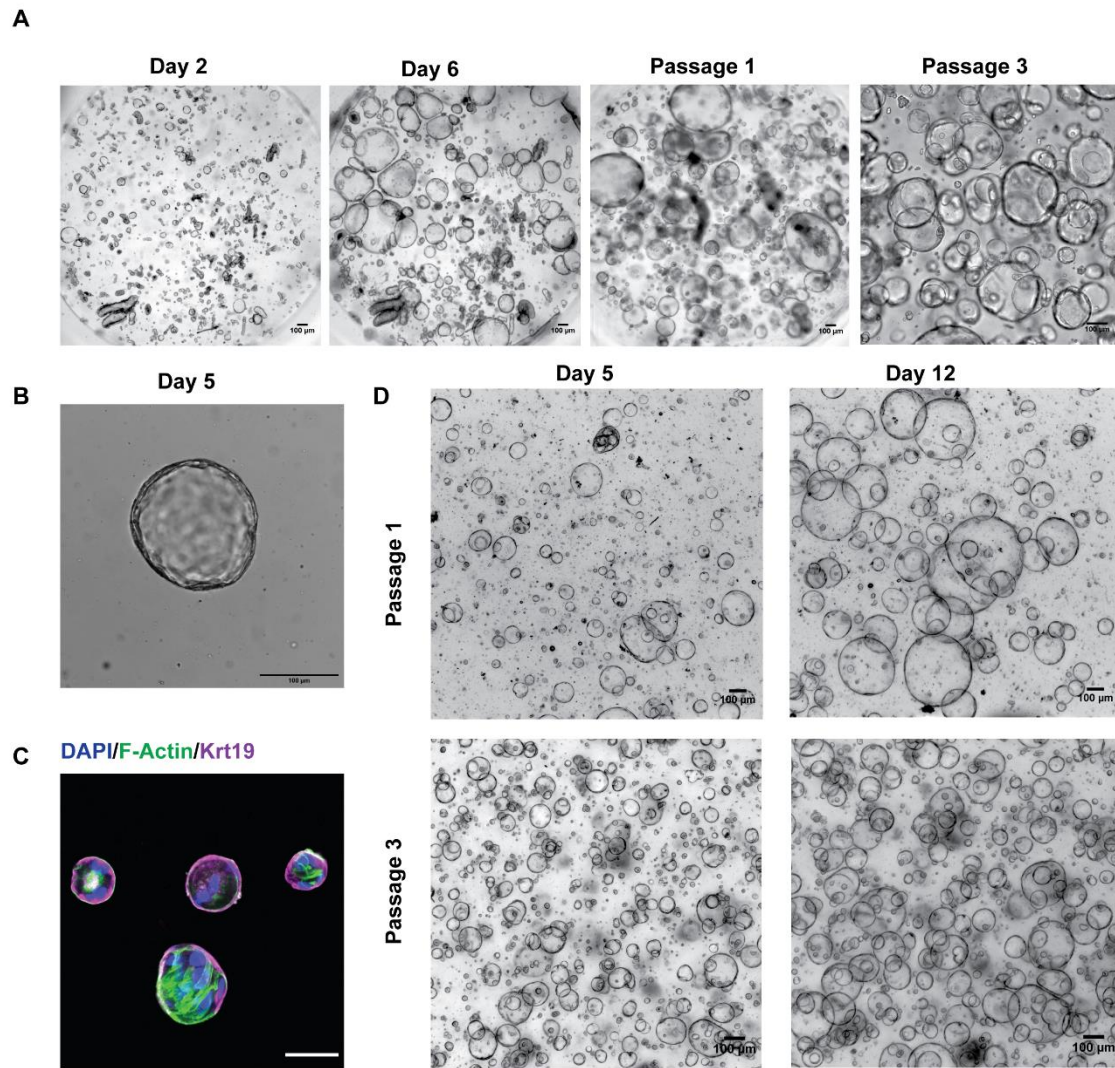 A
Day 2
Day 6
Passage 1
Passage 3
100 µm
100 µm
100 µm
100 µm
B
Day 5
100 µm
D
Day 5
Day 12
Passage 1
100 µm
100 µm
C
DAPI/F-Actin/Krt19
Passage 3
100 µm
100 µm